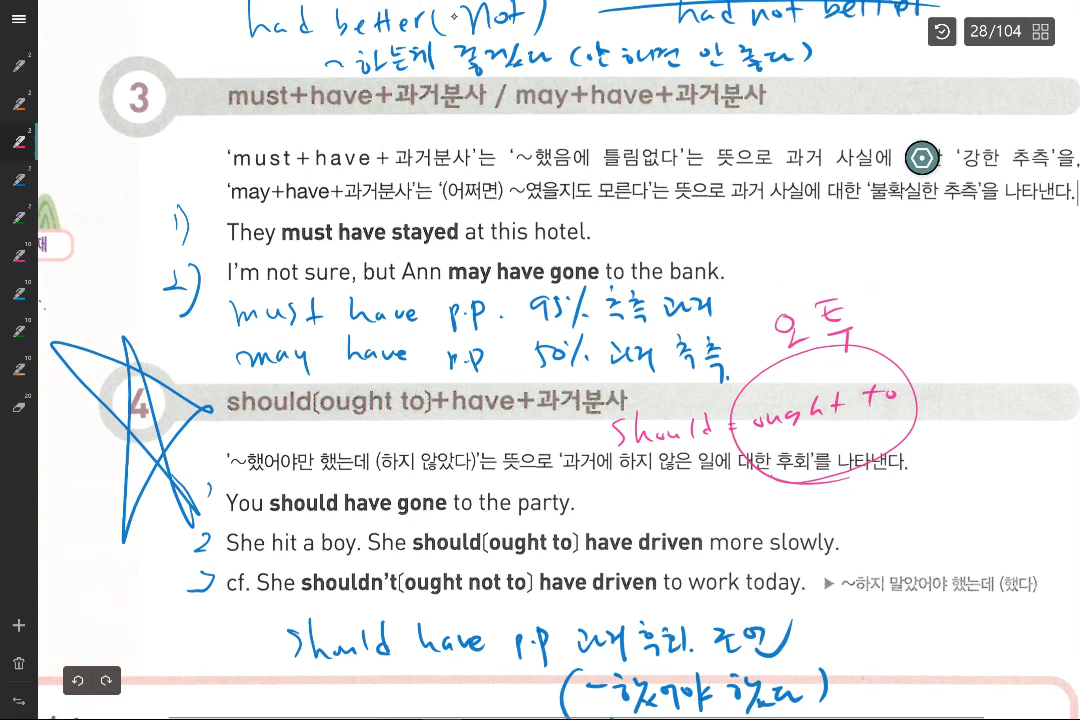 had better (not) had not better
~하는게 좋겠다 (안 하면 안 좋다)
28/104
3 must+have+과거분사 / may+have+과거분사
'must+have+과거분사'는 '~했음에 틀림없다'는 뜻으로 과거 사실에 '강한 추측'을,
'may+have+과거분사'는 '(어쩌면) ~였을지도 모른다'는 뜻으로 과거 사실에 대한 '불확실한 추측'을 나타낸다.
1) They must have stayed at this hotel.
2) I'm not sure, but Ann may have gone to the bank.
must have p.p. 95% 추측 과거
may have p.p 50% 과거 추측.
오투
4 should(ought to)+have+과거분사
should = ought to
'~했어야만 했는데 (하지 않았다)'는 뜻으로 '과거에 하지 않은 일에 대한 후회'를 나타낸다.
1 You should have gone to the party.
2 She hit a boy. She should(ought to) have driven more slowly.
3 cf. She shouldn't(ought not to) have driven to work today. ▶ ~하지 말았어야 했는데 (했다)
should have p.p 과거 후회. 조언
(~했어야 했다)